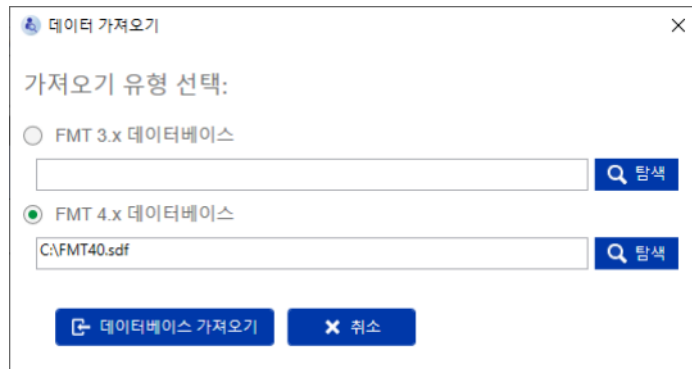 데이터 가져오기
가져오기 유형 선택:
FMT 3.x 데이터베이스
탐색
FMT 4.x 데이터베이스
C:\FMT40.sdf
탐색
데이터베이스 가져오기
취소